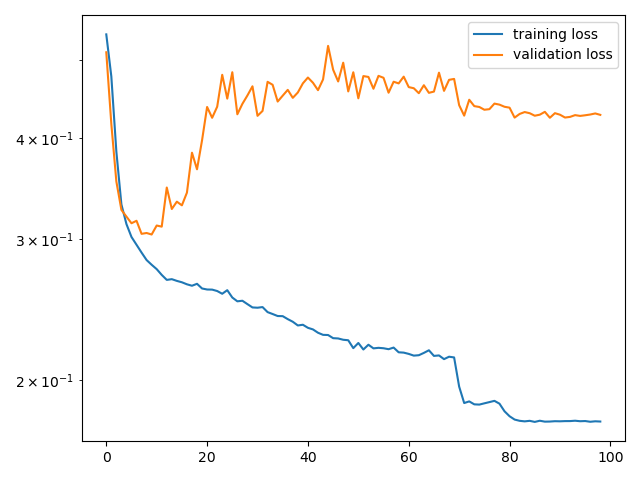 training loss
validation loss
4 × 10⁻¹
3 × 10⁻¹
2 × 10⁻¹
0 20 40 60 80 100